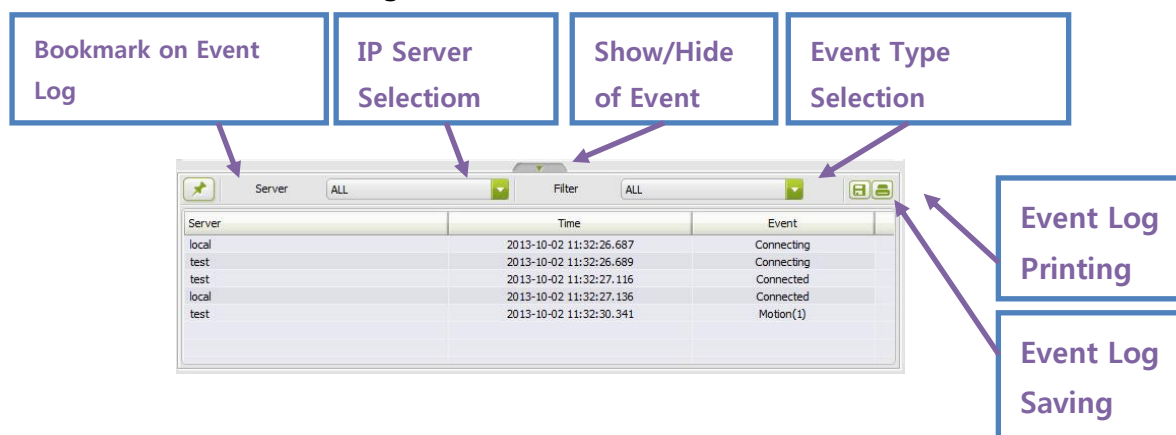 Bookmark on Event
Log
IP Server
Selectiom
Show/Hide
of Event
Event Type
Selection
Server ALL Filter ALL
Server Time Event
local 2013-10-02 11:32:26.687 Connecting
test 2013-10-02 11:32:26.689 Connecting
test 2013-10-02 11:32:27.116 Connected
local 2013-10-02 11:32:27.136 Connected
test 2013-10-02 11:32:30.341 Motion(1)
Event Log
Printing
Event Log
Saving